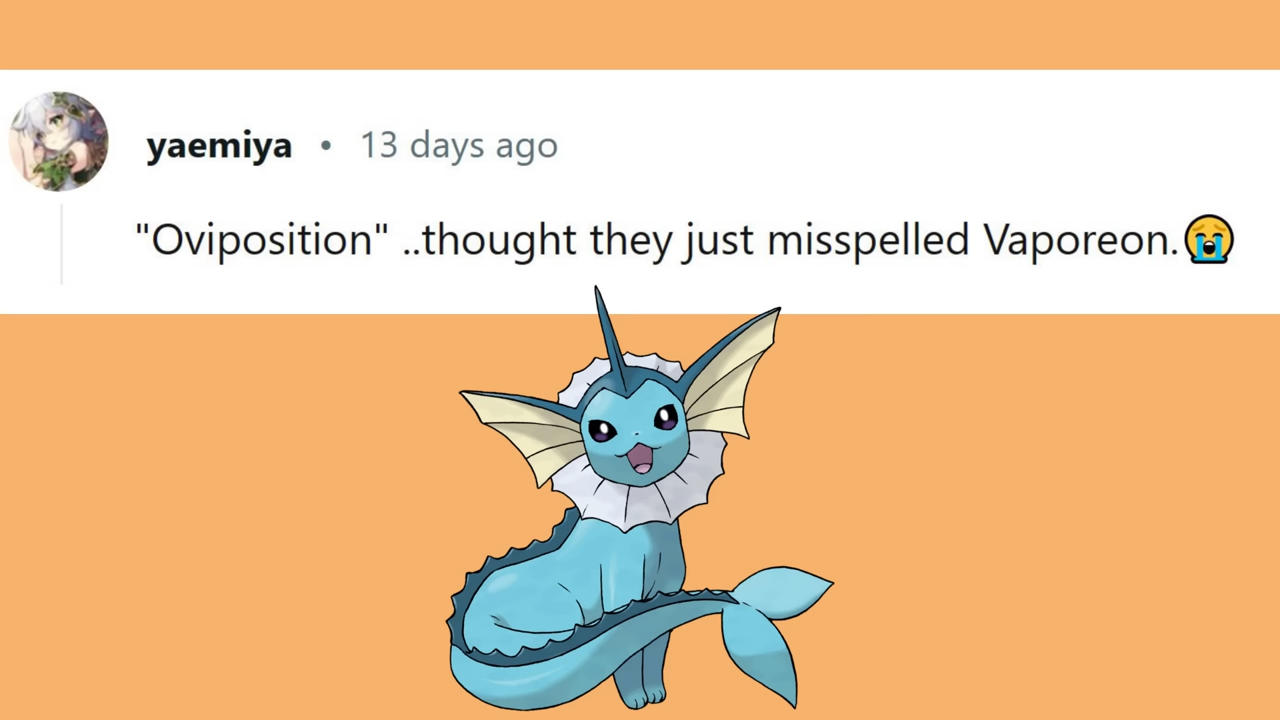 yaemiya • 13 days ago
"Oviposition" ..thought they just misspelled Vaporeon.😭